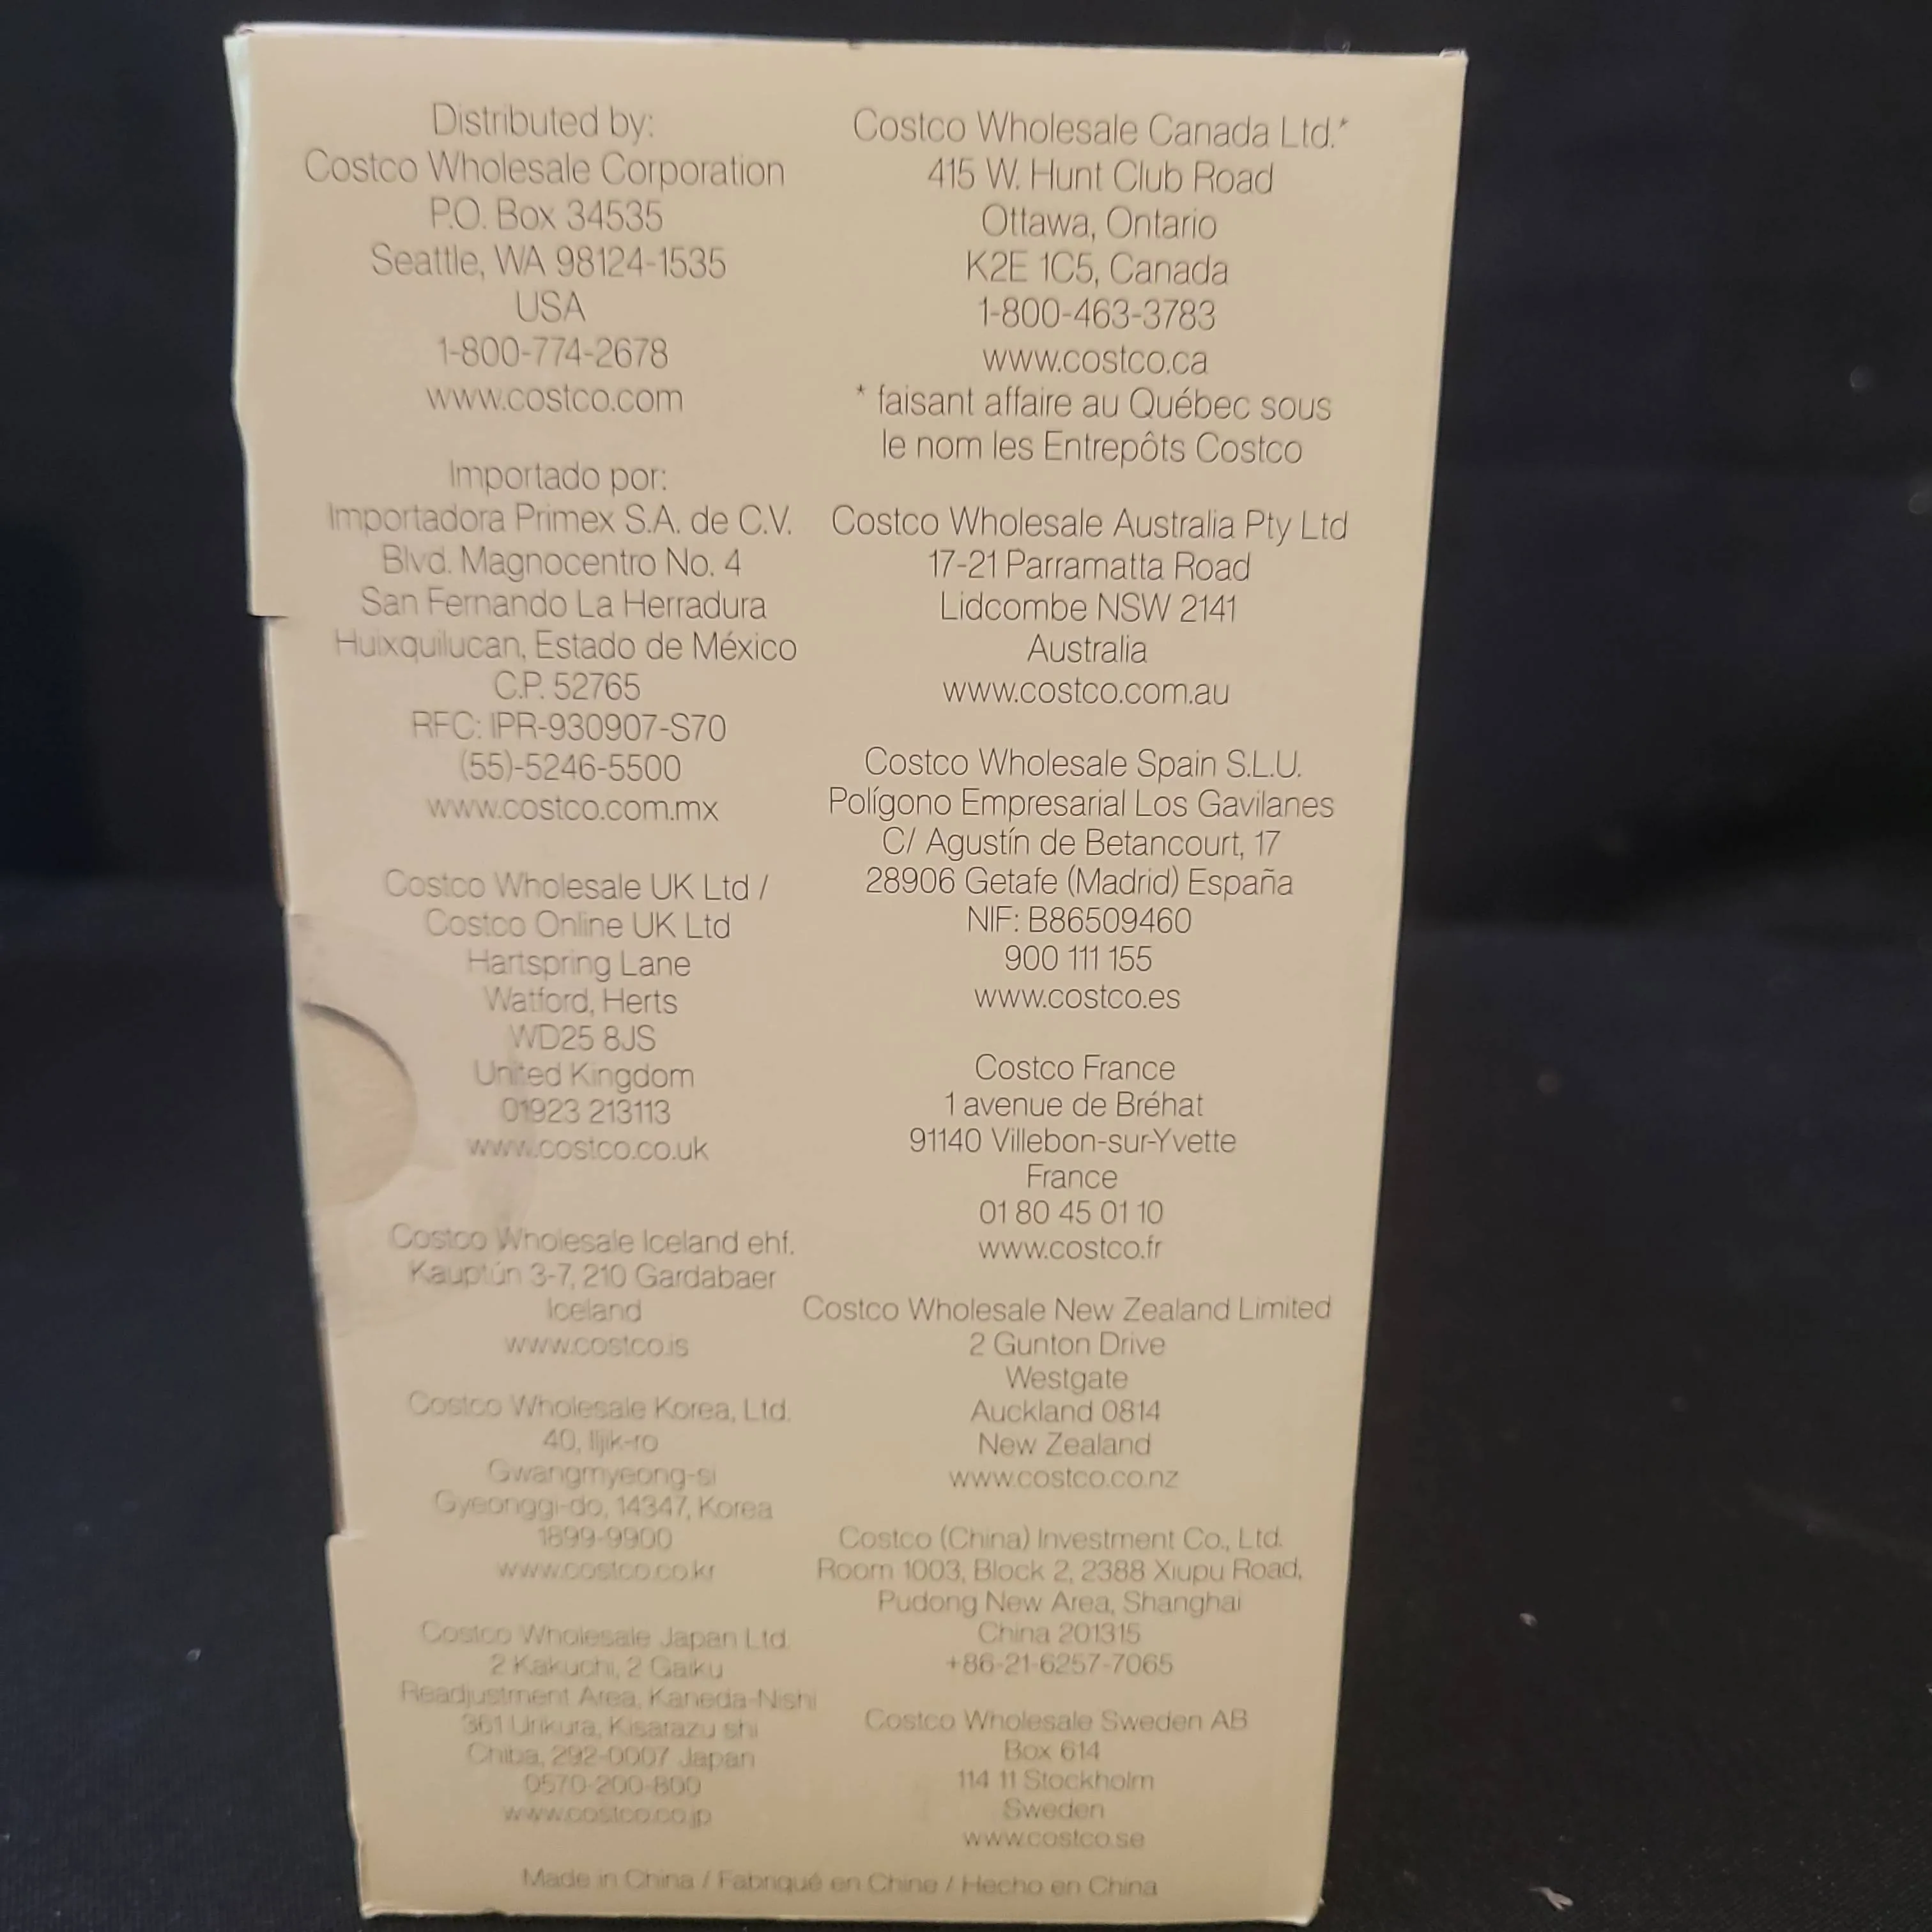 Distributed by:
Costco Wholesale Corporation
P.O. Box 34535
Seattle, WA 98124-1535
USA
1-800-774-2678
www.costco.com
Importado por:
Importadora Primex S.A. de C.V.
Blvd. Magnocentro No. 4
San Fernando La Herradura
Huixquilucan, Estado de México
C.P. 52765
RFC: IPR-930907-S70
(55)-5246-5500
www.costco.com.mx
Costco Wholesale UK Ltd /
Costco Online UK Ltd
Hartspring Lane
Watford, Herts
WD25 8JS
United Kingdom
01923 213113
www.costco.co.uk
Costco Wholesale Iceland ehf.
Kauptún 3-7, 210 Gardabaer
Iceland
www.costco.is
Costco Wholesale Korea, Ltd.
40, Iljik-ro
Gwangmyeong-si
Gyeonggi-do, 14347, Korea
1899-9900
www.costco.co.kr
Costco Wholesale Japan Ltd.
2 Kakuchi, 2 Gaiku
Readjustment Area, Kaneda-Nishi
361 Urikura, Kisarazu shi
Chiba, 292-0007 Japan
0570-200-800
www.costco.co.jp
Costco Wholesale Canada Ltd.*
415 W. Hunt Club Road
Ottawa, Ontario
K2E 1C5, Canada
1-800-463-3783
www.costco.ca
* faisant affaire au Québec sous
le nom les Entrepôts Costco
Costco Wholesale Australia Pty Ltd
17-21 Parramatta Road
Lidcombe NSW 2141
Australia
www.costco.com.au
Costco Wholesale Spain S.L.U.
Polígono Empresarial Los Gavilanes
C/ Agustín de Betancourt, 17
28906 Getafe (Madrid) España
NIF: B86509460
900 111 155
www.costco.es
Costco France
1 avenue de Bréhat
91140 Villebon-sur-Yvette
France
01 80 45 01 10
www.costco.fr
Costco Wholesale New Zealand Limited
2 Gunton Drive
Westgate
Auckland 0814
New Zealand
www.costco.co.nz
Costco (China) Investment Co., Ltd.
Room 1003, Block 2, 2388 Xiupu Road,
Pudong New Area, Shanghai
China 201315
+86-21-6257-7065
Costco Wholesale Sweden AB
Box 614
114 11 Stockholm
Sweden
www.costco.se
Made in China / Fabriqué en Chine / Hecho en China